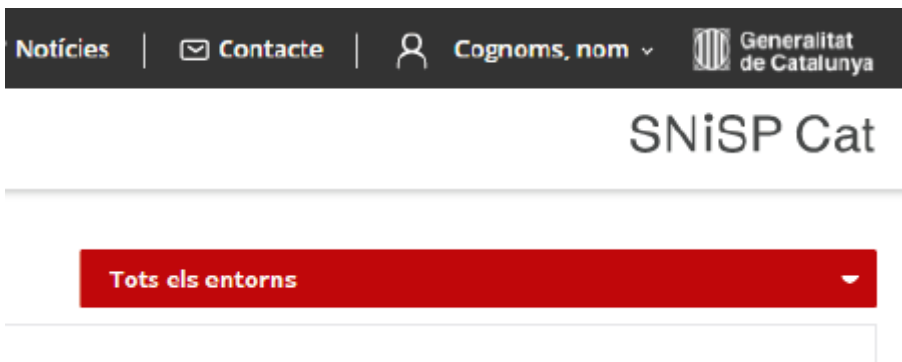 Notícies | Contacte | Cognoms, nom Generalitat de Catalunya
SNiSP Cat
Tots els entorns